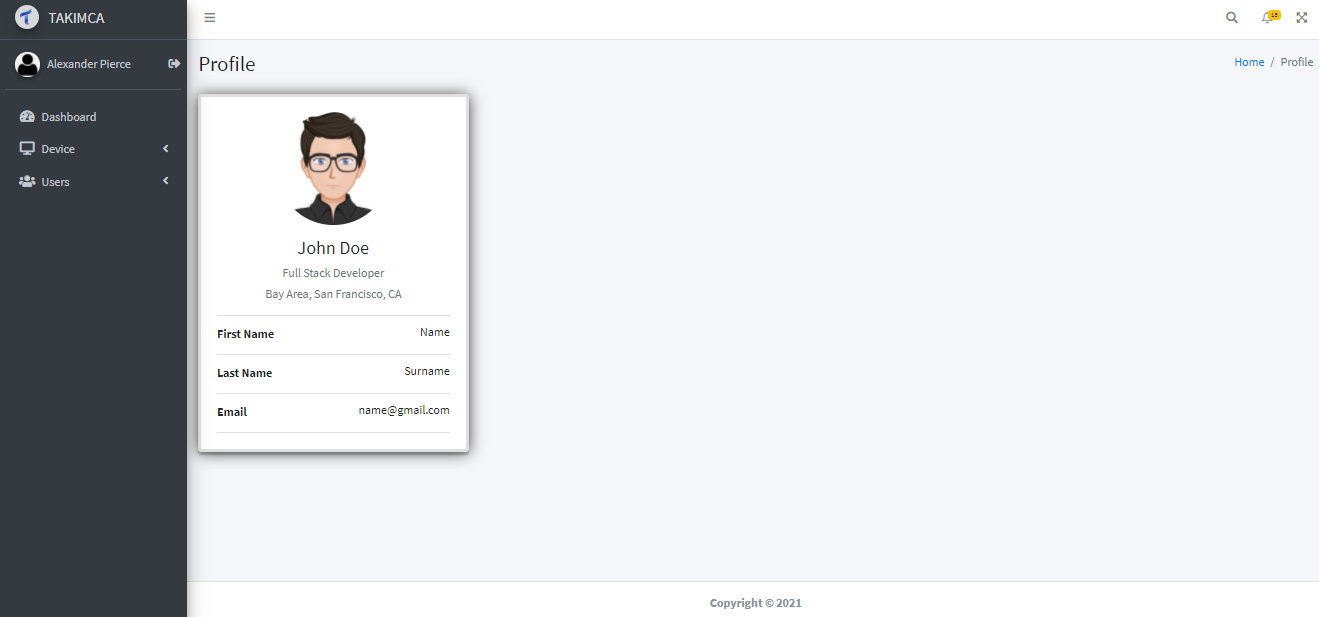 TAKIMCA
18
Alexander Pierce
Profile
Home / Profile
Dashboard
Device
Users
John Doe
Full Stack Developer
Bay Area, San Francisco, CA
First Name Name
Last Name Surname
Email name@gmail.com
Copyright © 2021